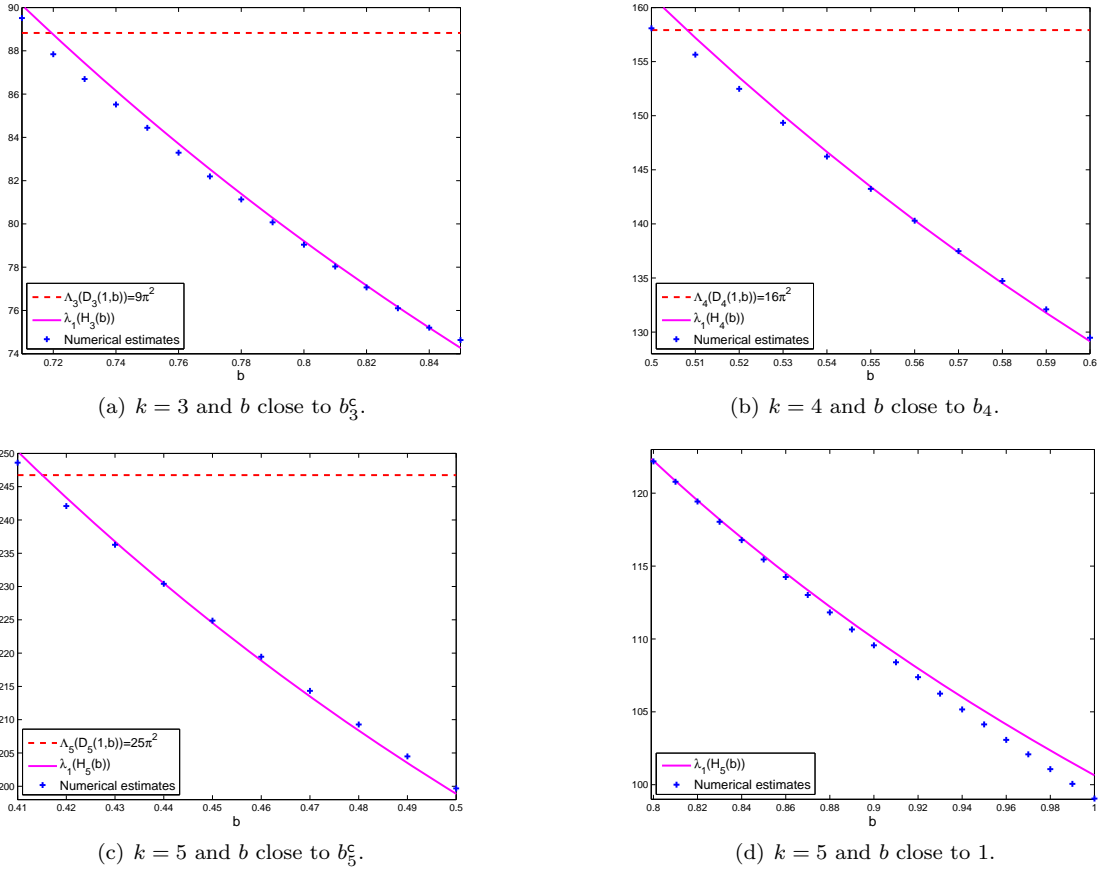 90
88
86
84
82
80
78
76
74
Λ₃(D₃(1,b))=9π²
λ₁(H₃(b))
Numerical estimates
0.72 0.74 0.76 0.78 0.8 0.82 0.84
b
(a) k = 3 and b close to b₃ᶜ.
160
155
150
145
140
135
130
Λ₄(D₄(1,b))=16π²
λ₁(H₄(b))
Numerical estimates
0.5 0.51 0.52 0.53 0.54 0.55 0.56 0.57 0.58 0.59 0.6
b
(b) k = 4 and b close to b₄.
250
245
240
235
230
225
220
215
210
205
200
Λ₅(D₅(1,b))=25π²
λ₁(H₅(b))
Numerical estimates
0.41 0.42 0.43 0.44 0.45 0.46 0.47 0.48 0.49 0.5
b
(c) k = 5 and b close to b₅ᶜ.
120
115
110
105
100
λ₁(H₅(b))
Numerical estimates
0.8 0.82 0.84 0.86 0.88 0.9 0.92 0.94 0.96 0.98 1
b
(d) k = 5 and b close to 1.